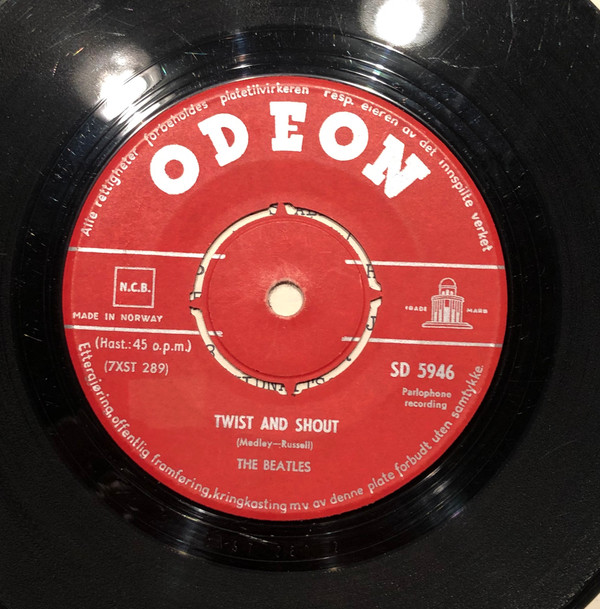 Alle rettigheter forbeholdes platetilvirkeren resp. eieren av det innspilte verket
ODEON
N.C.B.
MADE IN NORWAY
TRADE MARK
(Hast.: 45 o.p.m.)
(7XST 289)
SD 5946
Parlophone
recording
TWIST AND SHOUT
(Medley—Russell)
THE BEATLES
Ettergjøring, offentlig framføring, kringkasting m.v. av denne plate forbudt uten samtykke.